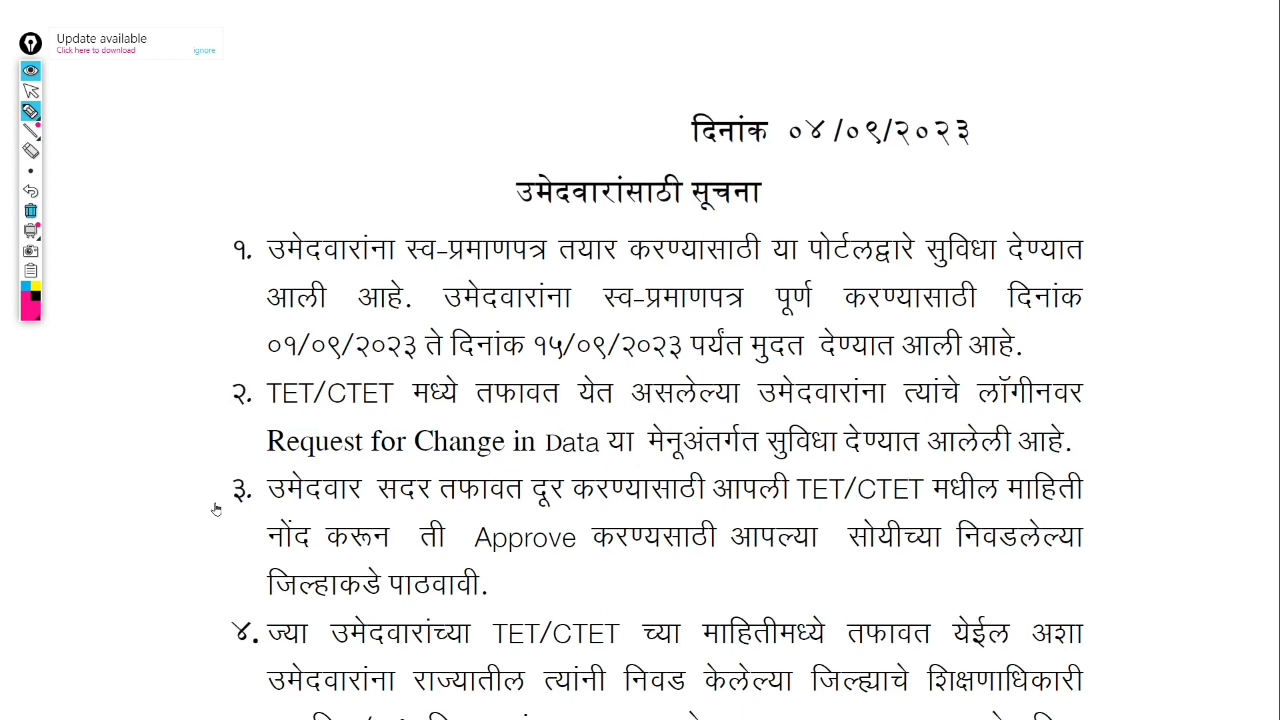 Update available
Click here to download ignore
दिनांक ०४/०९/२०२३
उमेदवारांसाठी सूचना
१. उमेदवारांना स्व-प्रमाणपत्र तयार करण्यासाठी या पोर्टलद्वारे सुविधा देण्यात
आली आहे. उमेदवारांना स्व-प्रमाणपत्र पूर्ण करण्यासाठी दिनांक
०१/०९/२०२३ ते दिनांक १५/०९/२०२३ पर्यंत मुदत देण्यात आली आहे.
२. TET/CTET मध्ये तफावत येत असलेल्या उमेदवारांना त्यांचे लॉगीनवर
Request for Change in Data या मेनूअंतर्गत सुविधा देण्यात आलेली आहे.
३. उमेदवार सदर तफावत दूर करण्यासाठी आपली TET/CTET मधील माहिती
नोंद करून ती Approve करण्यसाठी आपल्या सोयीच्या निवडलेल्या
जिल्हाकडे पाठवावी.
४. ज्या उमेदवारांच्या TET/CTET च्या माहितीमध्ये तफावत येईल अशा
उमेदवारांना राज्यातील त्यांनी निवड केलेल्या जिल्ह्याचे शिक्षणाधिकारी